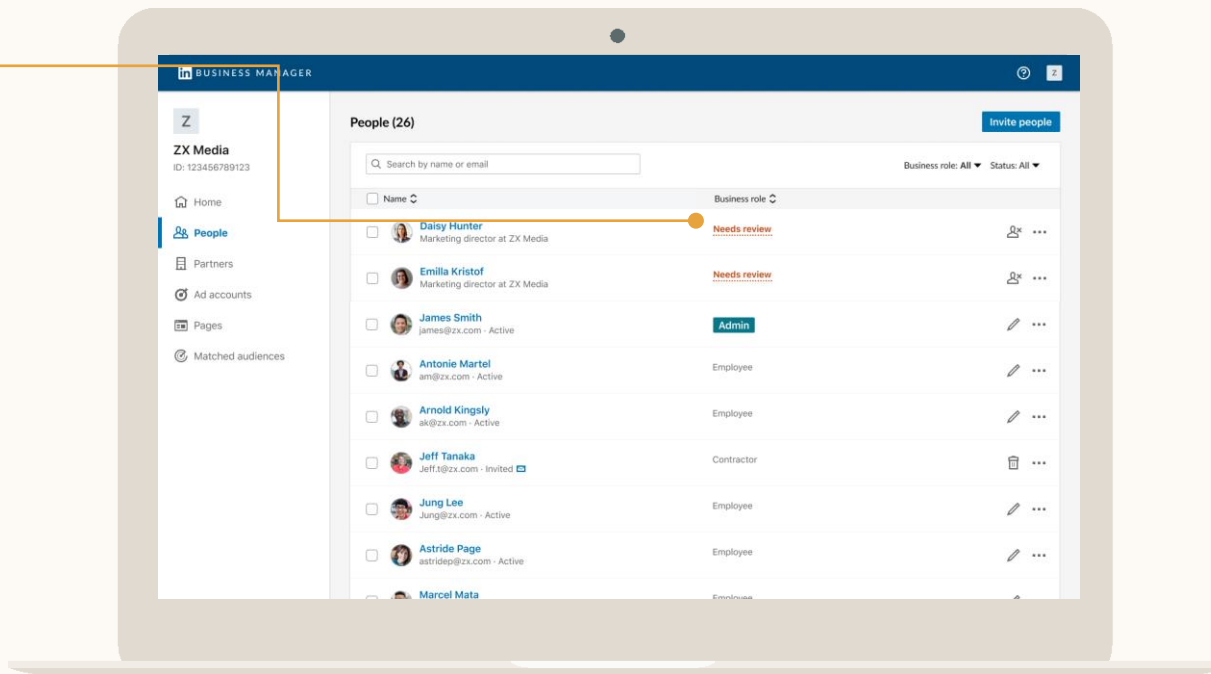 in BUSINESS MANAGER
Z
Z
ZX Media
ID: 123456789123
Home
People
Partners
Ad accounts
Pages
Matched audiences
People (26)
Invite people
Search by name or email
Business role: All Status: All
Name Business role
Daisy Hunter
Marketing director at ZX Media
Needs review
Emilla Kristof
Marketing director at ZX Media
Needs review
James Smith
james@zx.com - Active
Admin
Antonie Martel
am@zx.com - Active
Employee
Arnold Kingsly
ak@zx.com - Active
Employee
Jeff Tanaka
Jeff.t@zx.com - Invited
Contractor
Jung Lee
Jung@zx.com - Active
Employee
Astride Page
astridep@zx.com - Active
Employee
Marcel Mata
Employee